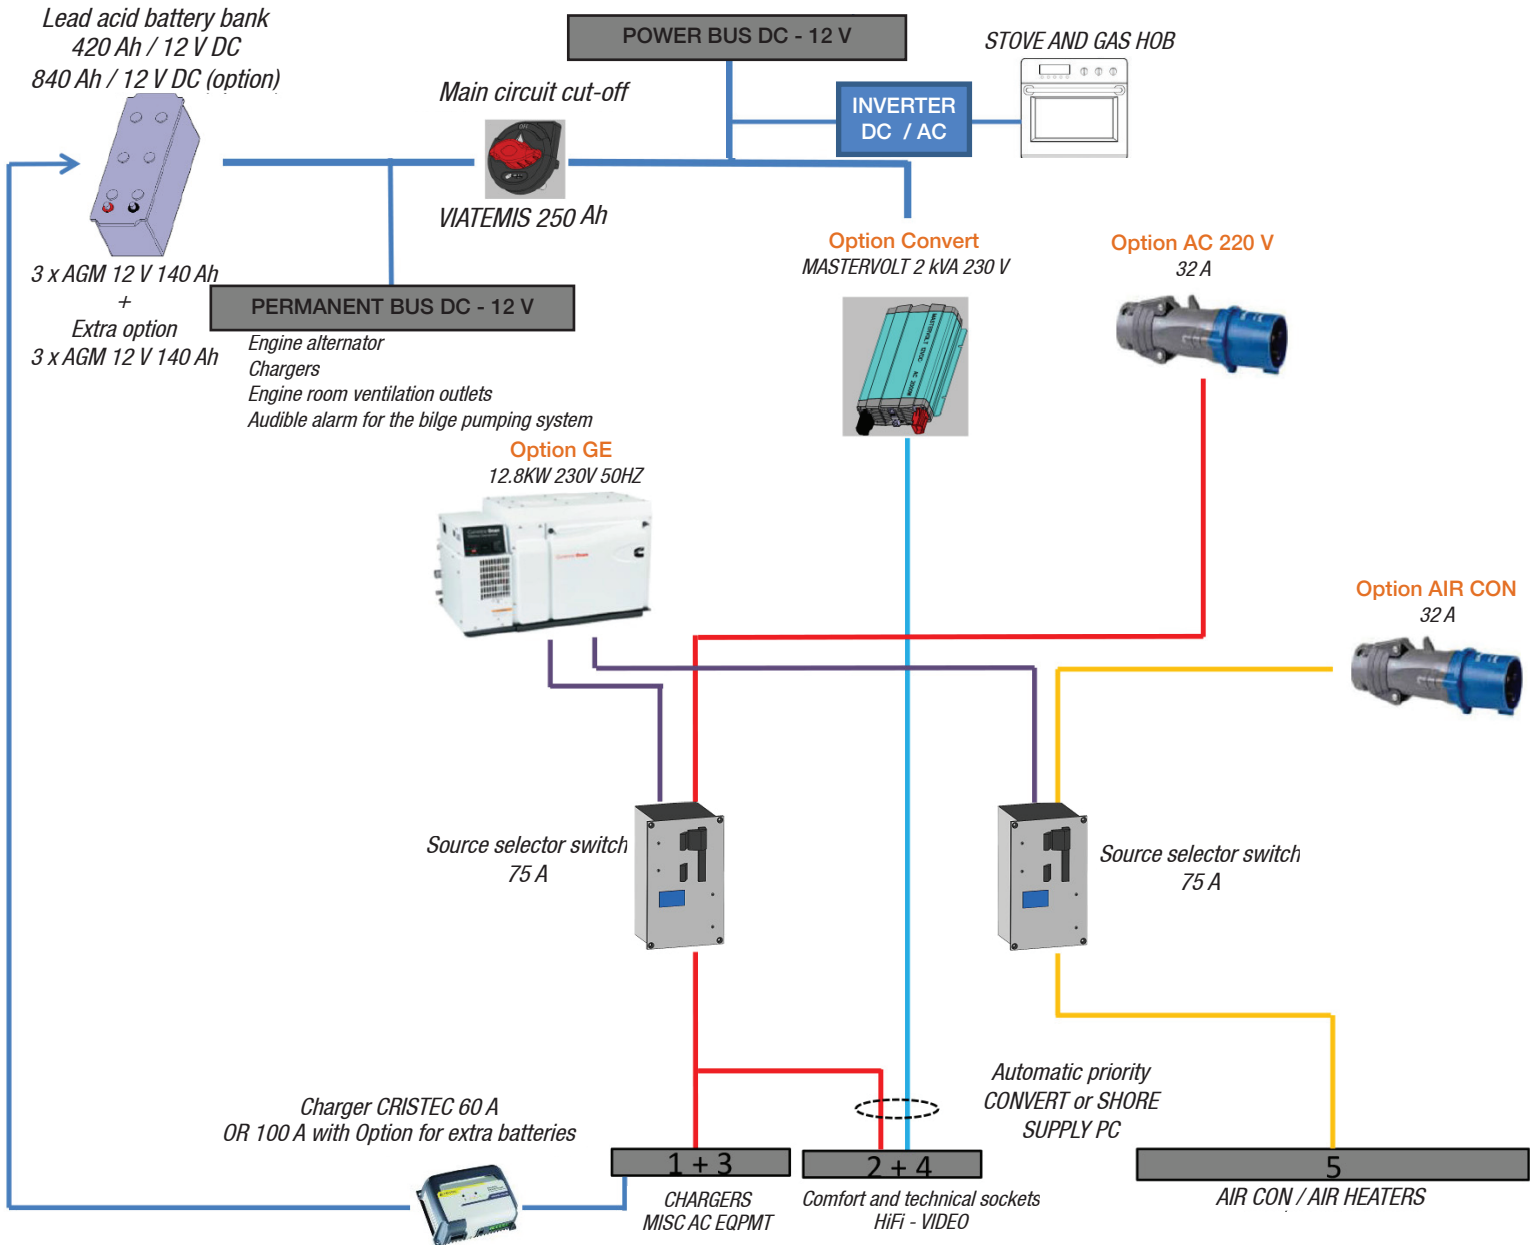 Lead acid battery bank
420 Ah / 12 V DC
840 Ah / 12 V DC (option)
POWER BUS DC - 12 V
STOVE AND GAS HOB
Main circuit cut-off
INVERTER
DC / AC
OFF
VIATEMIS 250 Ah
3 x AGM 12 V 140 Ah
+
Extra option
3 x AGM 12 V 140 Ah
PERMANENT BUS DC - 12 V
Engine alternator
Chargers
Engine room ventilation outlets
Audible alarm for the bilge pumping system
Option Convert
MASTERVOLT 2 kVA 230 V
Option AC 220 V
32 A
Option GE
12.8KW 230V 50HZ
Option AIR CON
32 A
Source selector switch
75 A
Source selector switch
75 A
Automatic priority
CONVERT or SHORE
SUPPLY PC
Charger CRISTEC 60 A
OR 100 A with Option for extra batteries
1 + 3
2 + 4
5
CHARGERS
MISC AC EQPMT
Comfort and technical sockets
HiFi - VIDEO
AIR CON / AIR HEATERS